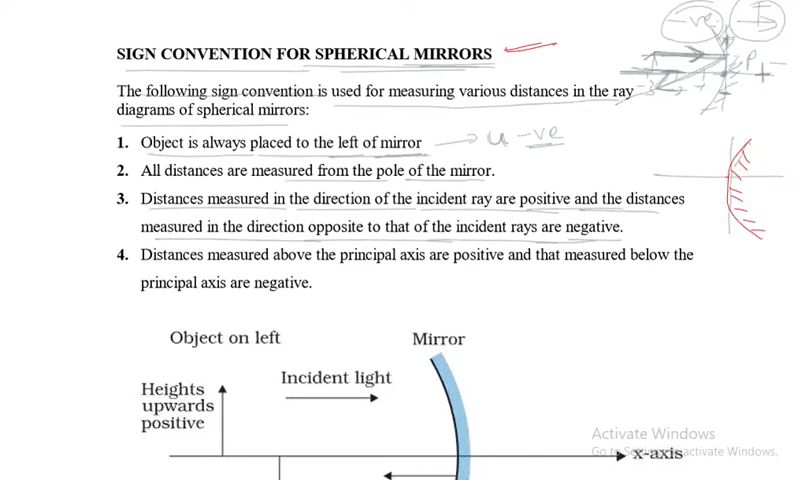 -ve
SIGN CONVENTION FOR SPHERICAL MIRRORS
P
The following sign convention is used for measuring various distances in the ray
diagrams of spherical mirrors:
1. Object is always placed to the left of mirror → u -ve
2. All distances are measured from the pole of the mirror.
3. Distances measured in the direction of the incident ray are positive and the distances
measured in the direction opposite to that of the incident rays are negative.
4. Distances measured above the principal axis are positive and that measured below the
principal axis are negative.
Object on left
Mirror
Incident light
Heights
upwards
positive
Activate Windows
x-axis